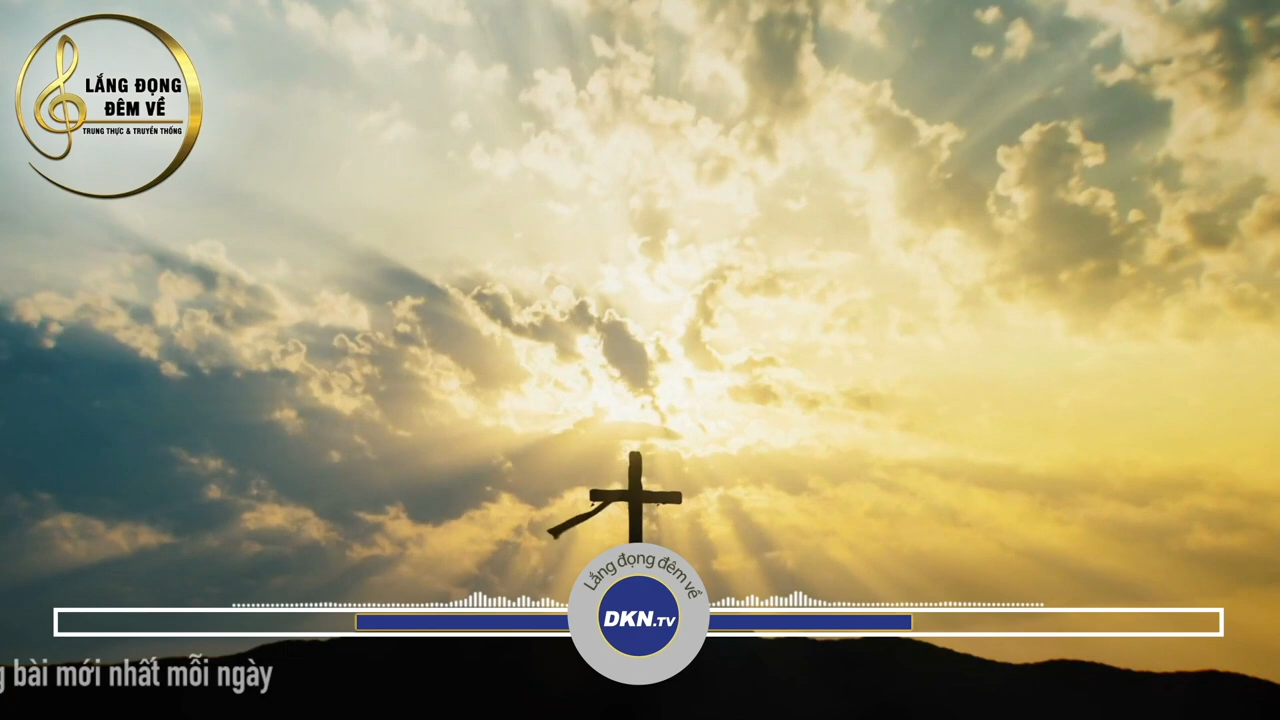 LẮNG ĐỌNG
ĐÊM VỀ
TRUNG THỰC & TRUYỀN THỐNG
Lắng đọng đêm về
DKN.TV
bài mới nhất mỗi ngày